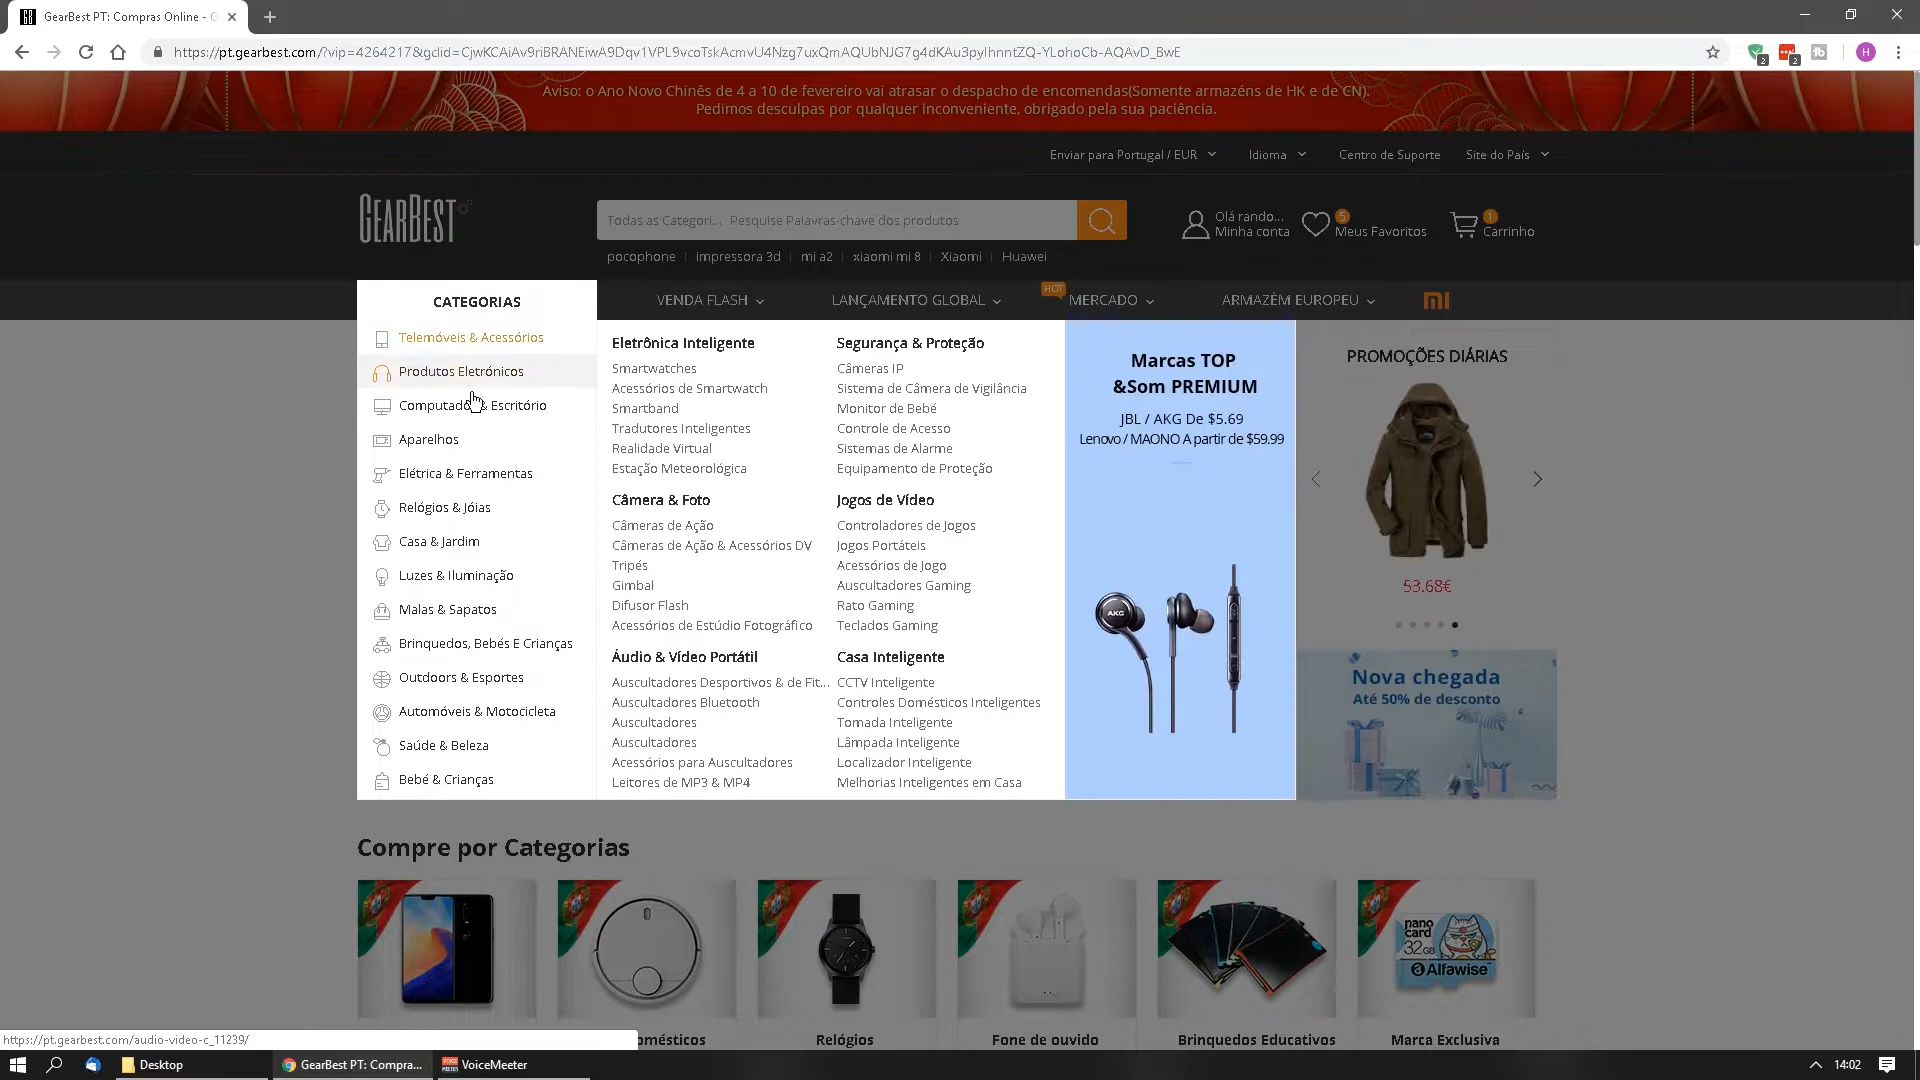 GearBest PT: Compras Online - O
https://pt.gearbest.com/?vip=4264217&gclid=CjwKCAiAv9riBRANEiwA9Dqv1VPL9vcoTskAcmvU4Nzg7uxQmAQUbNJG7g4dKAu3pyIhnntZQ-YLohoCb-AQAvD_BwE
2
2
H
Aviso: o Ano Novo Chinês de 4 a 10 de fevereiro vai atrasar o despacho de encomendas(Somente armazéns de HK e de CN).
Pedimos desculpas por qualquer inconveniente, obrigado pela sua paciência.
Enviar para Portugal / EUR
Idioma
Centro de Suporte
Site do País
GEARBEST
Todas as Categori...
Pesquise Palavras-chave dos produtos
Olá rando...
Minha conta
5
Meus Favoritos
1
Carrinho
pocophone
impressora 3d
mi a2
xiaomi mi 8
Xiaomi
Huawei
CATEGORIAS
VENDA FLASH
LANÇAMENTO GLOBAL
HOT
MERCADO
ARMAZÉM EUROPEU
mi
Telemóveis & Acessórios
Produtos Eletrónicos
Computador & Escritório
Aparelhos
Elétrica & Ferramentas
Relógios & Jóias
Casa & Jardim
Luzes & Iluminação
Malas & Sapatos
Brinquedos, Bebés E Crianças
Outdoors & Esportes
Automóveis & Motocicleta
Saúde & Beleza
Bebé & Crianças
Eletrônica Inteligente
Smartwatches
Acessórios de Smartwatch
Smartband
Tradutores Inteligentes
Realidade Virtual
Estação Meteorológica
Câmera & Foto
Câmeras de Ação
Câmeras de Ação & Acessórios DV
Tripés
Gimbal
Difusor Flash
Acessórios de Estúdio Fotográfico
Áudio & Vídeo Portátil
Auscultadores Desportivos & de Fit...
Auscultadores Bluetooth
Auscultadores
Auscultadores
Acessórios para Auscultadores
Leitores de MP3 & MP4
Segurança & Proteção
Câmeras IP
Sistema de Câmera de Vigilância
Monitor de Bebé
Controle de Acesso
Sistemas de Alarme
Equipamento de Proteção
Jogos de Vídeo
Controladores de Jogos
Jogos Portáteis
Acessórios de Jogo
Auscultadores Gaming
Rato Gaming
Teclados Gaming
Casa Inteligente
CCTV Inteligente
Controles Domésticos Inteligentes
Tomada Inteligente
Lâmpada Inteligente
Localizador Inteligente
Melhorias Inteligentes em Casa
Marcas TOP
&Som PREMIUM
JBL / AKG De $5.69
Lenovo / MAONO A partir de $59.99
AKG
PROMOÇÕES DIÁRIAS
53.68€
Nova chegada
Até 50% de desconto
Compre por Categorias
nano
card
32GB
Alfawise
omésticos
Relógios
Fone de ouvido
Brinquedos Educativos
Marca Exclusiva
https://pt.gearbest.com/audio-video-c_11239/
Desktop
GearBest PT: Compra...
VoiceMeeter
14:02